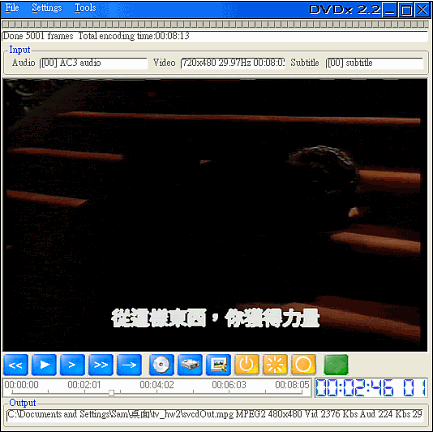 File Settings Tools DVDx 2.2
Done 5001 frames Total encoding time:00:08:13
Input
Audio [00] AC3 audio Video 720x480 29.97Hz 00:08:05 Subtitle [00] subtitle
從這樣東西，你獲得力量
00:00:00 00:02:01 00:04:02 00:06:03 00:08:05 00:02:46 01
Output
C:\Documents and Settings\Sam\桌面\tv_hw2\svcdOut.mpg MPEG2 480x480 Vid 2376 Kbs Aud 224 Kbs 29